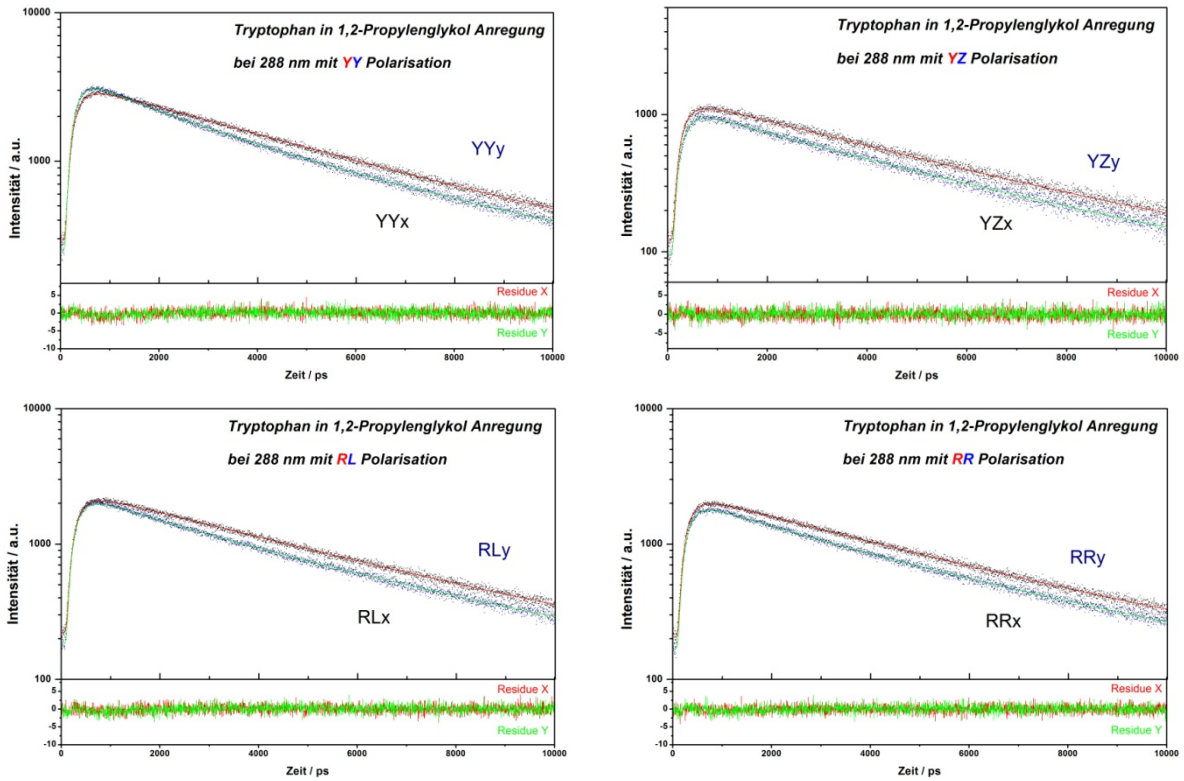 Tryptophan in 1,2-Propylenglykol Anregung
bei 288 nm mit YY Polarisation
10000
1000
Intensität / a.u.
YYy
YYx
Residue X
Residue Y
5
0
-5
-10
0 2000 4000 6000 8000 10000
Zeit / ps
Tryptophan in 1,2-Propylenglykol Anregung
bei 288 nm mit YZ Polarisation
1000
100
Intensität / a.u.
YZy
YZx
Residue X
Residue Y
5
0
-5
0 2000 4000 6000 8000 10000
Zeit / ps
Tryptophan in 1,2-Propylenglykol Anregung
bei 288 nm mit RL Polarisation
10000
1000
100
Intensität / a.u.
RLy
RLx
Residue X
Residue Y
5
0
-5
-10
0 2000 4000 6000 8000 10000
Zeit / ps
Tryptophan in 1,2-Propylenglykol Anregung
bei 288 nm mit RR Polarisation
10000
1000
100
Intensität / a.u.
RRy
RRx
Residue X
Residue Y
5
0
-5
-10
0 2000 4000 6000 8000 10000
Zeit / ps